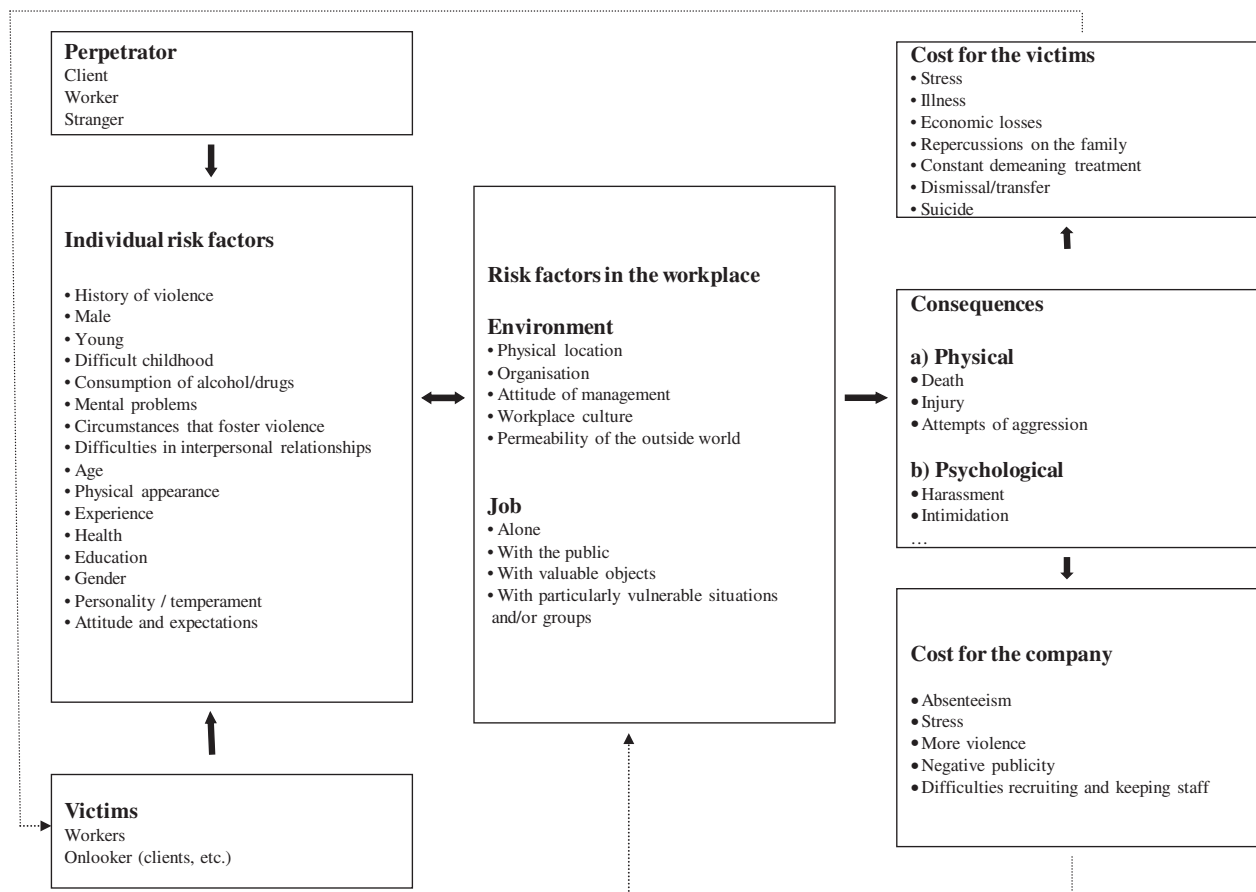 Perpetrator
Client
Worker
Stranger
Individual risk factors
• History of violence
• Male
• Young
• Difficult childhood
• Consumption of alcohol/drugs
• Mental problems
• Circumstances that foster violence
• Difficulties in interpersonal relationships
• Age
• Physical appearance
• Experience
• Health
• Education
• Gender
• Personality / temperament
• Attitude and expectations
Victims
Workers
Onlooker (clients, etc.)
Risk factors in the workplace
Environment
• Physical location
• Organisation
• Attitude of management
• Workplace culture
• Permeability of the outside world
Job
• Alone
• With the public
• With valuable objects
• With particularly vulnerable situations
and/or groups
Cost for the victims
• Stress
• Illness
• Economic losses
• Repercussions on the family
• Constant demeaning treatment
• Dismissal/transfer
• Suicide
Consequences
a) Physical
• Death
• Injury
• Attempts of aggression
b) Psychological
• Harassment
• Intimidation
…
Cost for the company
• Absenteeism
• Stress
• More violence
• Negative publicity
• Difficulties recruiting and keeping staff